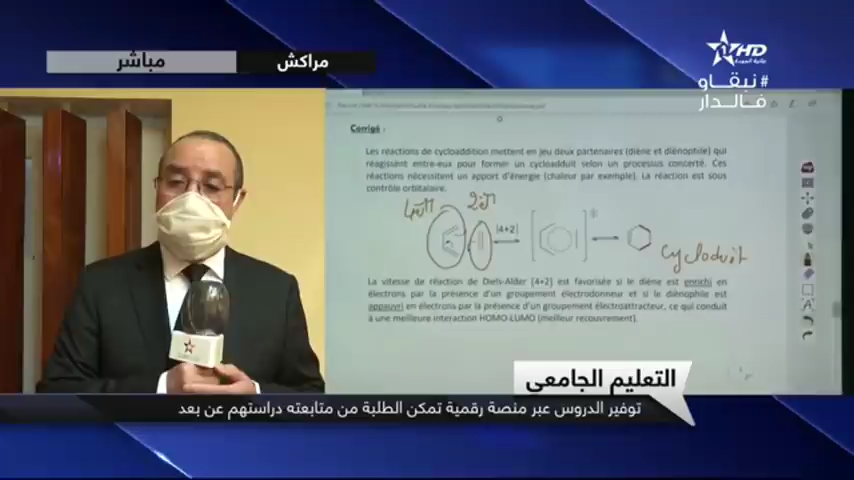 مباشر
مراكش
HD
#نبقاو
فالدار
Corrigé :
Les réactions de cycloaddition mettent en jeu deux partenaires (diène et diénophile) qui
réagissent entre-eux pour former un cycloadduit selon un processus concerté. Ces
réactions nécessitent un apport d'énergie (chaleur par exemple). La réaction est sous
contrôle orbitalaire.
4π 2π
[4+2]
La vitesse de réaction de Diels-Alder [4+2] est favorisée si le diène est enrichi en
électrons par la présence d'un groupement électrodonneur et si le diénophile est
appauvri en électrons par la présence d'un groupement électroattracteur, ce qui conduit
à une meilleure interaction HOMO-LUMO (meilleur recouvrement).
التعليم الجامعي
توفير الدروس عبر منصة رقمية تمكن الطلبة من متابعته دراستهم عن بعد